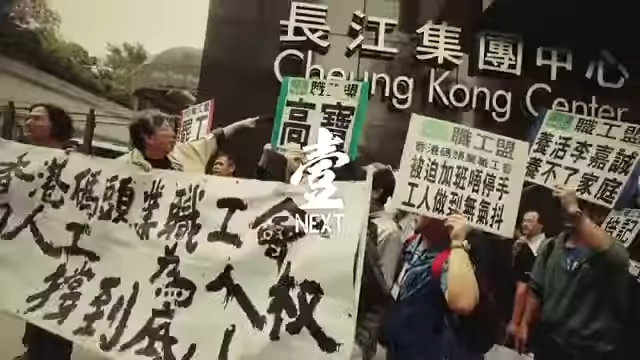 長江集團中心
Cheung Kong Center
職工盟
高寶
職工盟
香港碼頭業職工會
被迫加班唔停手
工人做到無氣抖
職工盟
養活李嘉誠
養不了家庭
壹
NEXT
香港碼頭業職工會
人工為人权
撐到底